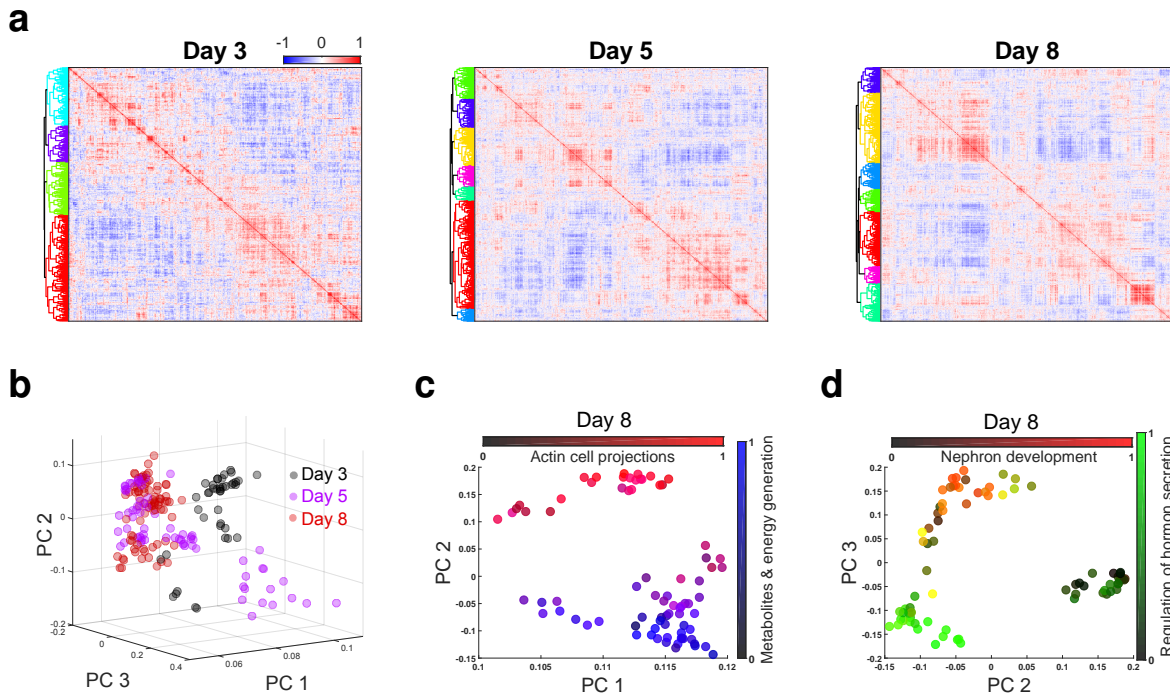 a
Day 3
-1 0 1
Day 5
Day 8
b
0.1
0
-0.1
-0.2
PC 2
-0.2
0
0.2
0.4
PC 3
0.06
0.08
0.1
PC 1
Day 3
Day 5
Day 8
c
Day 8
0 1
Actin cell projections
0.2
0.15
0.1
0.05
0
-0.05
-0.1
-0.15
PC 2
0.1 0.105 0.11 0.115 0.12
PC 1
1
0
Metabolites & energy generation
d
Day 8
0 1
Nephron development
0.2
0.15
0.1
0.05
0
-0.05
-0.1
-0.15
-0.2
PC 3
-0.15 -0.1 -0.05 0 0.05 0.1 0.15 0.2
PC 2
1
0
Regulation of hormon secretion